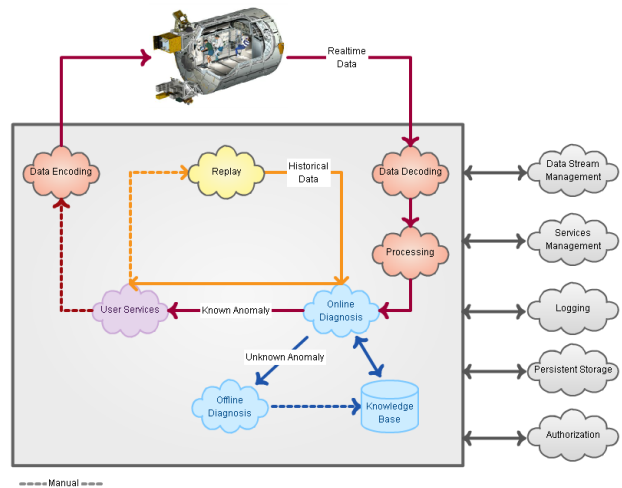 Realtime
Data
Data Encoding
Replay
Historical
Data
Data Decoding
Data Stream
Management
Processing
Services
Management
User Services
Known Anomaly
Online
Diagnosis
Logging
Unknown Anomaly
Persistent Storage
Offline
Diagnosis
Knowledge
Base
Authorization
Manual